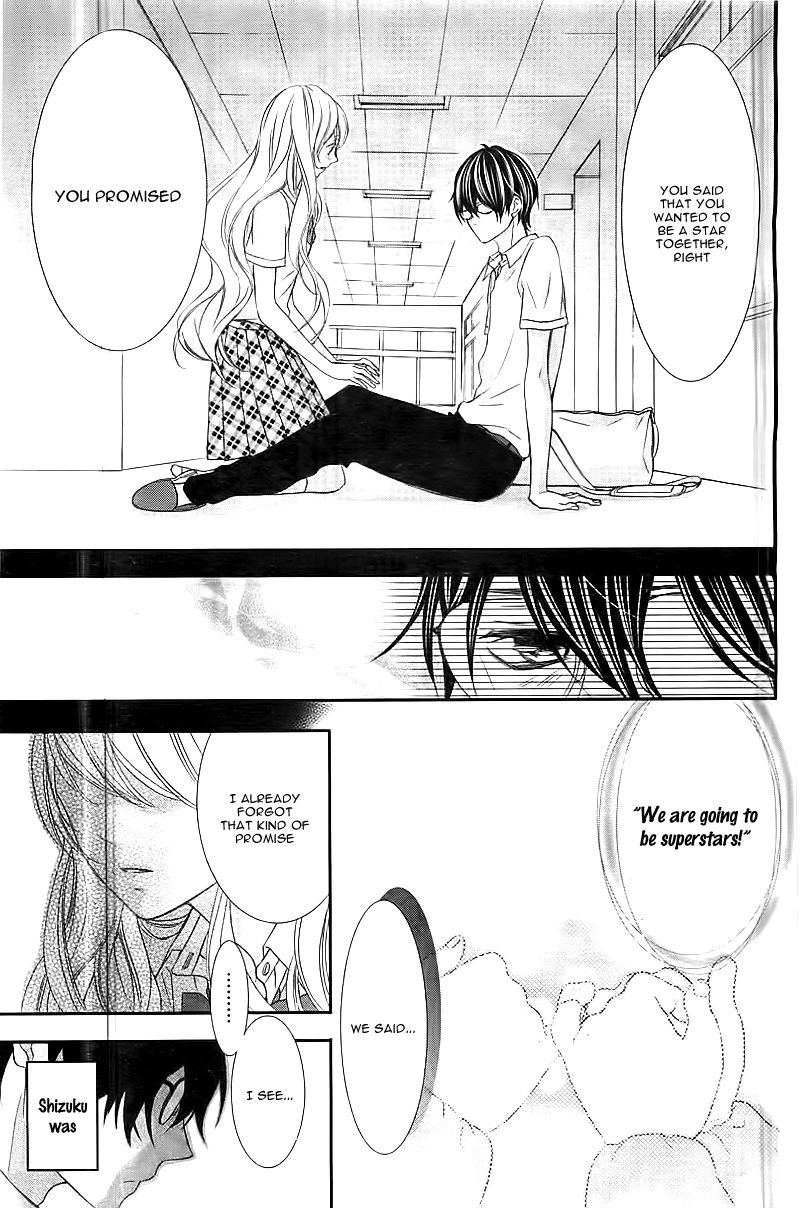 YOU SAID
THAT YOU
WANTED TO
BE A STAR
TOGETHER,
RIGHT
YOU PROMISED
"We are going to
be superstars!"
WE SAID...
I ALREADY
FORGOT
THAT KIND OF
PROMISE
........
I SEE...
Shizuku
was